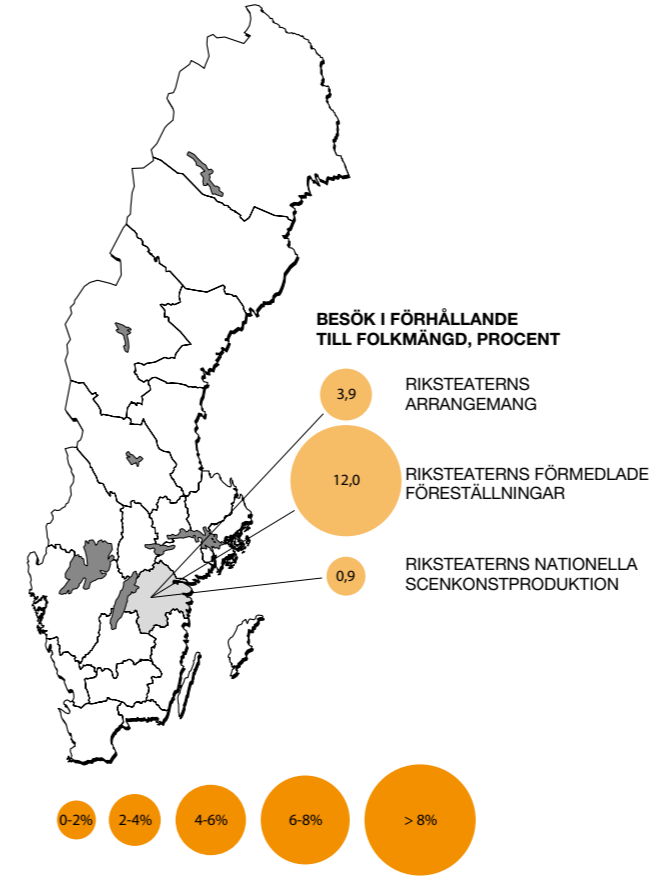 BESÖK I FÖRHÅLLANDE
TILL FOLKMÄNGD, PROCENT
3,9
RIKSTEATERNS
ARRANGEMANG
12,0
RIKSTEATERNS FÖRMEDLADE
FÖRESTÄLLNINGAR
0,9
RIKSTEATERNS NATIONELLA
SCENKONSTPRODUKTION
0-2%
2-4%
4-6%
6-8%
> 8%